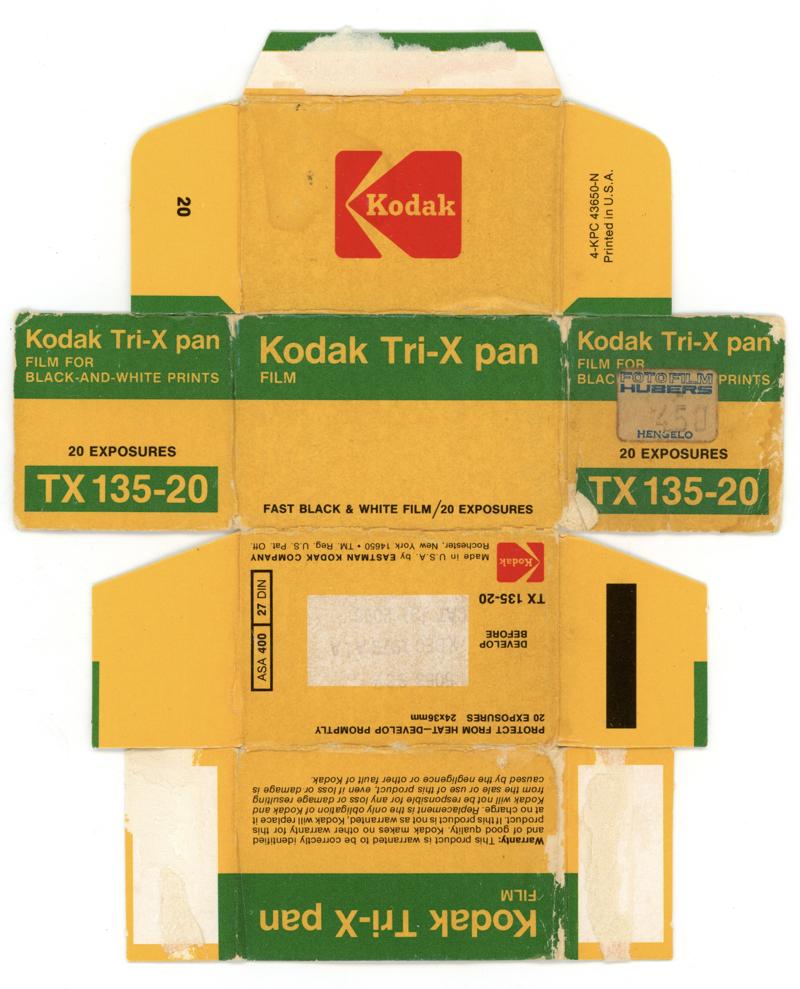 Kodak
20
4-KPC 43650-N
Printed in U.S.A.
Kodak Tri-X pan
FILM FOR
BLACK-AND-WHITE PRINTS
20 EXPOSURES
TX 135-20
Kodak Tri-X pan
FILM
FAST BLACK & WHITE FILM/20 EXPOSURES
Kodak Tri-X pan
FILM FOR
BLAC PRINTS
FOTOFILM
HUBERS
HENGELO
20 EXPOSURES
TX 135-20
PROTECT FROM HEAT—DEVELOP PROMPTLY
20 EXPOSURES 24x36mm
DEVELOP
BEFORE
TX 135-20
ASA 400 27 DIN
Kodak
Made in U.S.A. by EASTMAN KODAK COMPANY
Rochester, New York 14650 • TM. Reg. U.S. Pat. Off.
Kodak Tri-X pan
FILM
Warranty: This product is warranted to be correctly identified
and of good quality. Kodak makes no other warranty for this
product. If this product is not as warranted, Kodak will replace it
at no charge. Replacement is the only obligation of Kodak and
Kodak will not be responsible for any loss or damage resulting
from the sale or use of this product, even if loss or damage is
caused by the negligence or other fault of Kodak.